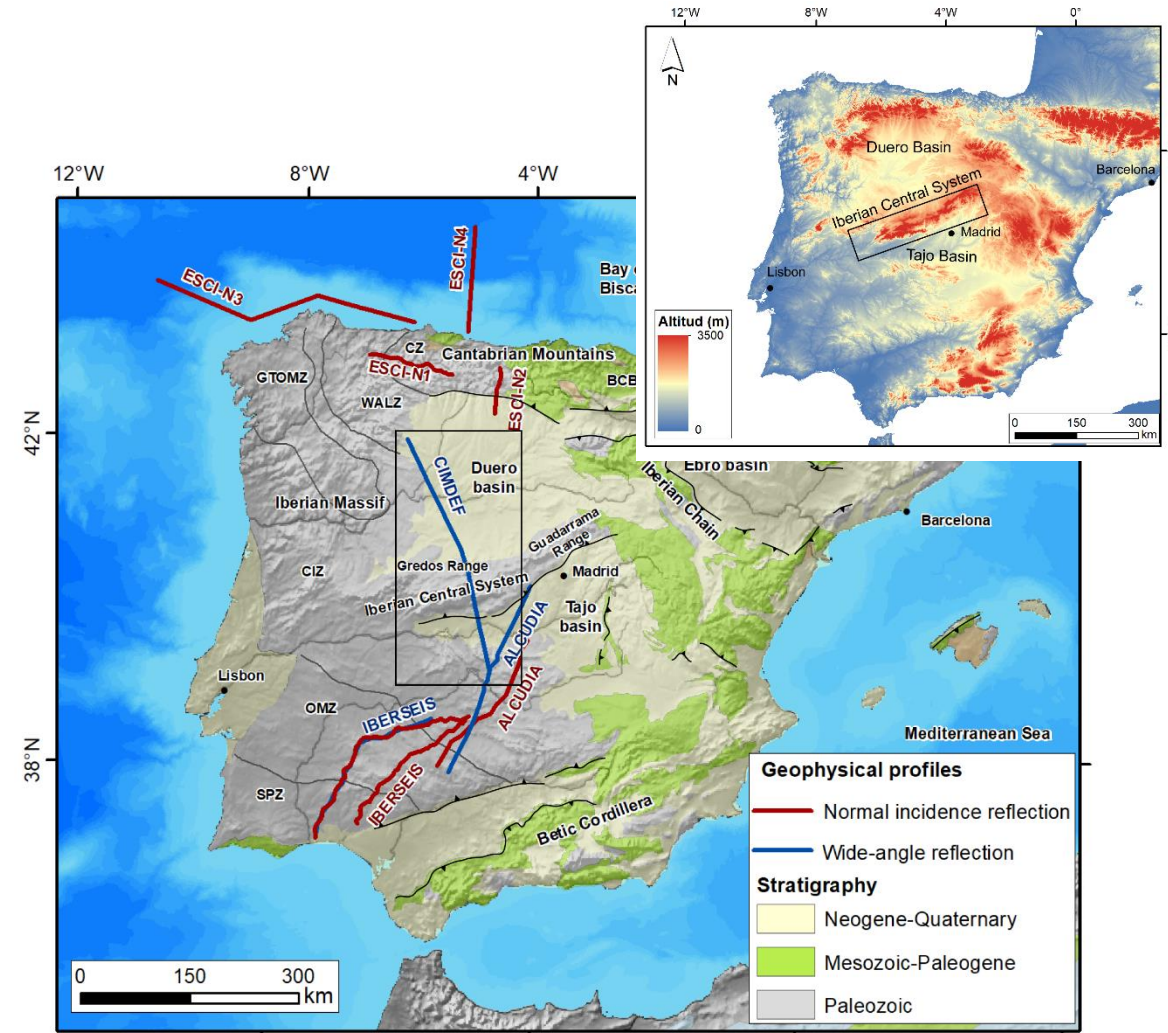 12°W
8°W
4°W
0°
N
Duero Basin
Barcelona
Iberian Central System
Madrid
Tajo Basin
Lisbon
Altitud (m)
3500
0
0 150 300
km
12°W
8°W
4°W
ESCI-N3
ESCI-N4
Bay
Bisca
CZ
Cantabrian Mountains
ESCI-N1
ESCI-N2
BCB
GTOMZ
WALZ
42°N
CIMDEF
Duero
basin
Ebro basin
Iberian Chain
Iberian Massif
Barcelona
Guadarrama
Range
CIZ
Gredos Range
Madrid
Iberian Central System
Tajo
basin
ALCUDIA
Lisbon
ALCUDIA
OMZ
IBERSEIS
Mediterranean Sea
38°N
SPZ
IBERSEIS
Betic Cordillera
Geophysical profiles
Normal incidence reflection
Wide-angle reflection
Stratigraphy
Neogene-Quaternary
Mesozoic-Paleogene
Paleozoic
0 150 300
km